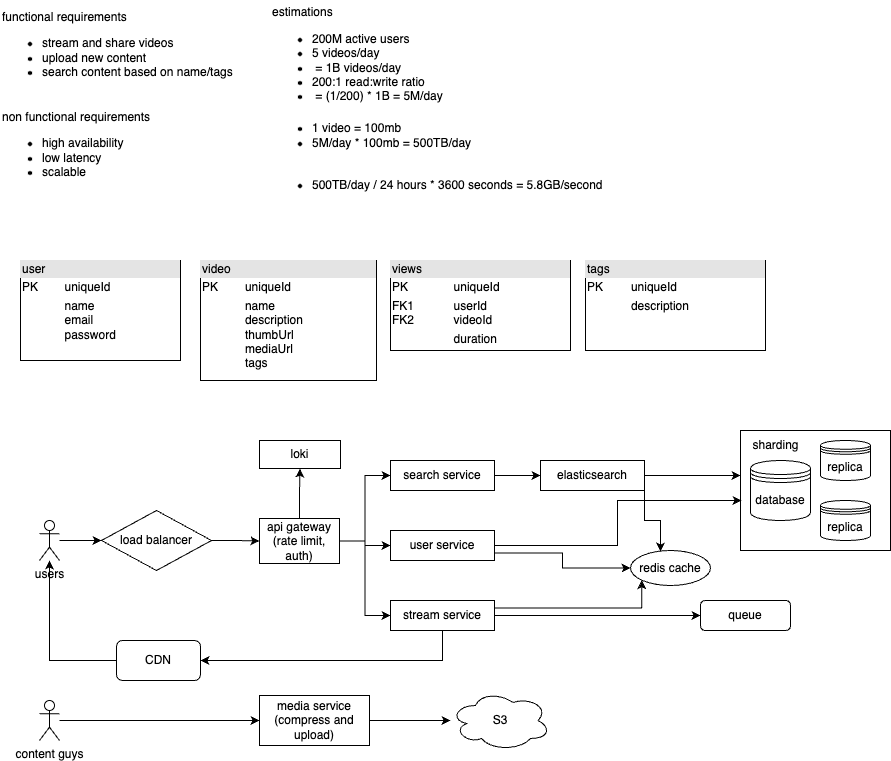 functional requirements
stream and share videos
upload new content
search content based on name/tags
non functional requirements
high availability
low latency
scalable
estimations
200M active users
5 videos/day
= 1B videos/day
200:1 read:write ratio
= (1/200) * 1B = 5M/day
1 video = 100mb
5M/day * 100mb = 500TB/day
500TB/day / 24 hours * 3600 seconds = 5.8GB/second
user
PK uniqueId
name
email
password
video
PK uniqueId
name
description
thumbUrl
mediaUrl
tags
views
PK uniqueId
FK1 userId
FK2 videoId
duration
tags
PK uniqueId
description
users
load balancer
loki
api gateway
(rate limit,
auth)
search service
elasticsearch
user service
stream service
redis cache
queue
sharding
database
replica
replica
CDN
content guys
media service
(compress and
upload)
S3